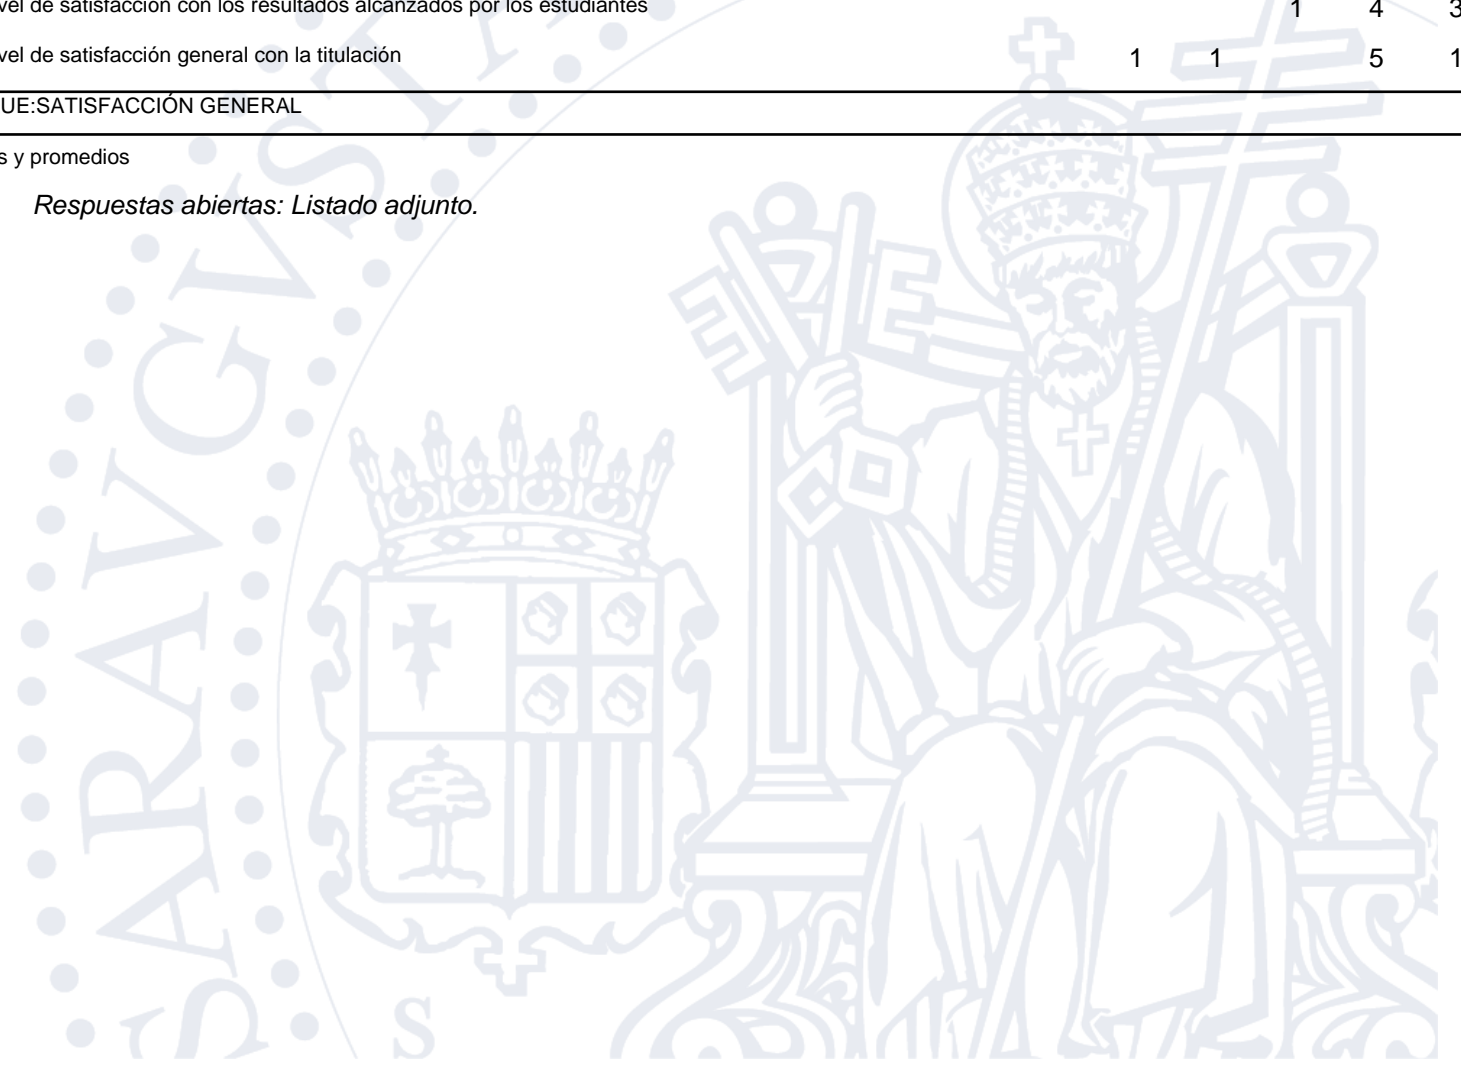 vel de satisfacción con los resultados alcanzados por los estudiantes 1 4 3
vel de satisfacción general con la titulación 1 1 5 1
UE:SATISFACCIÓN GENERAL
s y promedios
Respuestas abiertas: Listado adjunto.
SARAVGVSTA
S